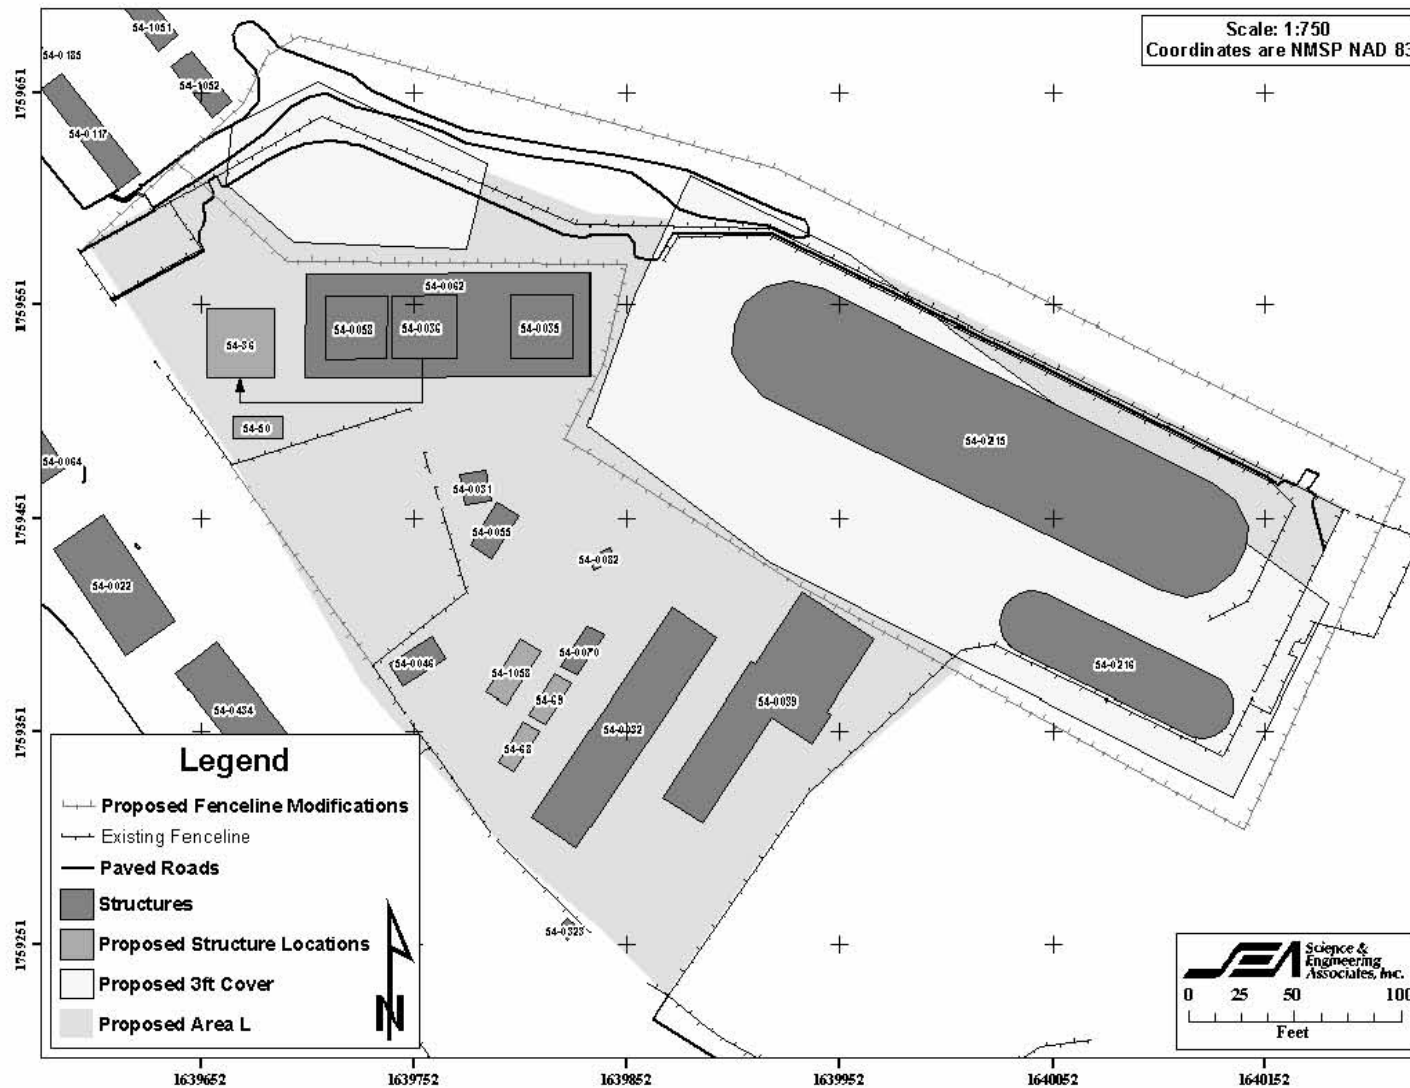 Scale: 1:750
Coordinates are NMSP NAD 83
54-1051
54-0185
54-1052
54-0117
1759651
1759551
1759451
1759351
1759251
54-0062
54-0058
54-0036
54-0035
54-36
54-50
54-0064
54-0031
54-0055
54-0082
54-0215
54-0022
54-0046
54-1058
54-0070
54-69
54-68
54-0032
54-0039
54-0216
54-0434
54-0323
Legend
Proposed Fenceline Modifications
Existing Fenceline
Paved Roads
Structures
Proposed Structure Locations
Proposed 3ft Cover
Proposed Area L
N
SEA
Science &
Engineering
Associates, Inc.
0 25 50 100
Feet
1639652
1639752
1639852
1639952
1640052
1640152